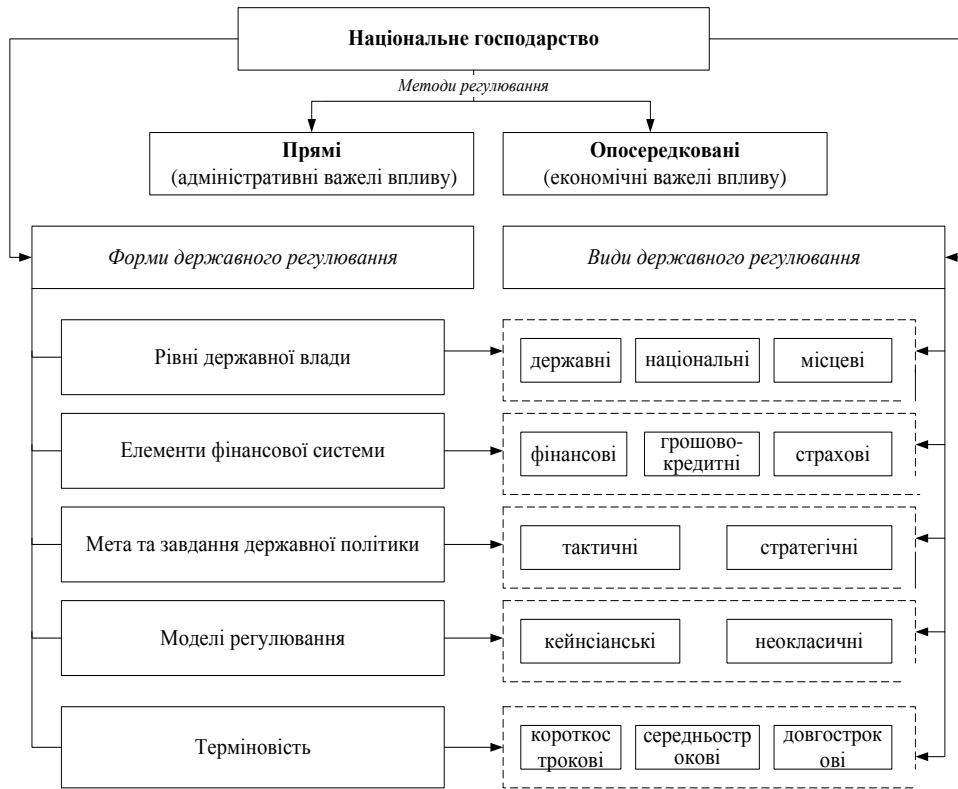 Національне господарство
Методи регулювання
Прямі
(адміністративні важелі впливу)
Опосередковані
(економічні важелі впливу)
Форми державного регулювання
Види державного регулювання
Рівні державної влади
державні
національні
місцеві
Елементи фінансової системи
фінансові
грошово-
кредитні
страхові
Мета та завдання державної політики
тактичні
стратегічні
Моделі регулювання
кейнсіанські
неокласичні
Терміновість
короткос
трокові
середньостр
окові
довгострок
ові